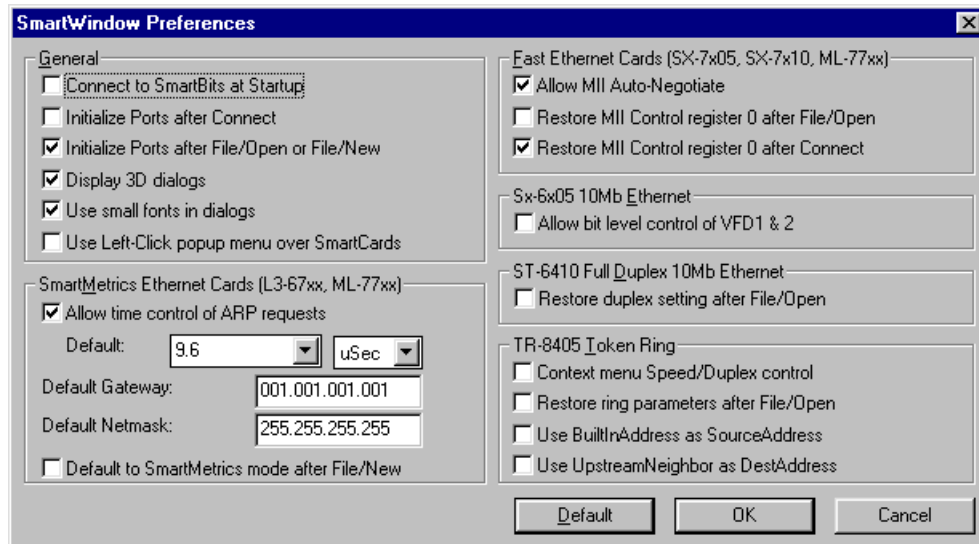 SmartWindow Preferences
General
Connect to SmartBits at Startup
Initialize Ports after Connect
Initialize Ports after File/Open or File/New
Display 3D dialogs
Use small fonts in dialogs
Use Left-Click popup menu over SmartCards
SmartMetrics Ethernet Cards (L3-67xx, ML-77xx)
Allow time control of ARP requests
Default: 9.6 uSec
Default Gateway: 001.001.001.001
Default Netmask: 255.255.255.255
Default to SmartMetrics mode after File/New
Fast Ethernet Cards (SX-7x05, SX-7x10, ML-77xx)
Allow MII Auto-Negotiate
Restore MII Control register 0 after File/Open
Restore MII Control register 0 after Connect
Sx-6x05 10Mb Ethernet
Allow bit level control of VFD1 & 2
ST-6410 Full Duplex 10Mb Ethernet
Restore duplex setting after File/Open
TR-8405 Token Ring
Context menu Speed/Duplex control
Restore ring parameters after File/Open
Use BuiltInAddress as SourceAddress
Use UpstreamNeighbor as DestAddress
Default OK Cancel